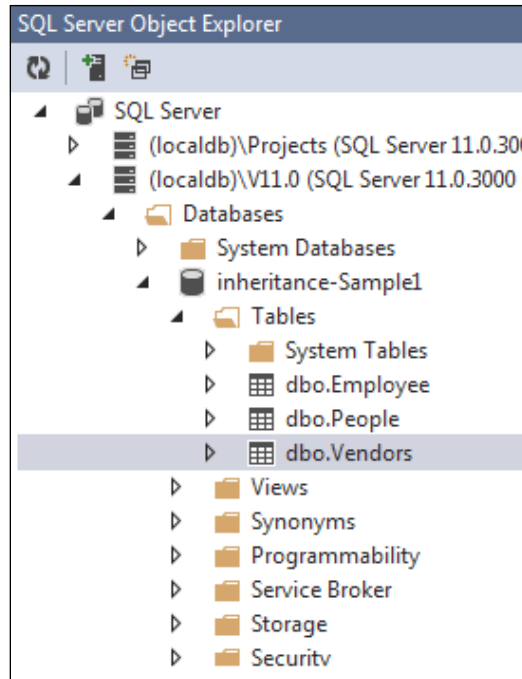 SQL Server Object Explorer
SQL Server
(localdb)\Projects (SQL Server 11.0.300
(localdb)\V11.0 (SQL Server 11.0.3000
Databases
System Databases
inheritance-Sample1
Tables
System Tables
dbo.Employee
dbo.People
dbo.Vendors
Views
Synonyms
Programmability
Service Broker
Storage
Security